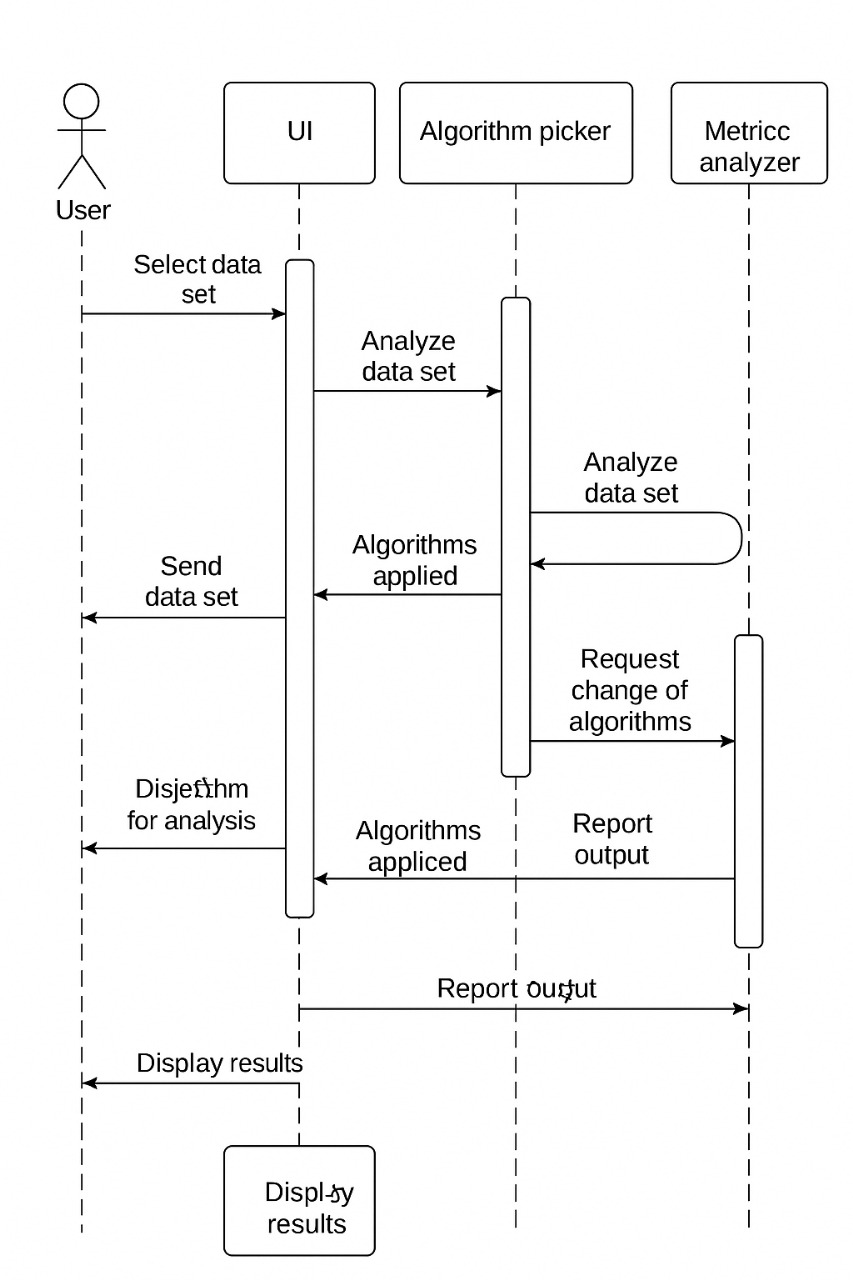 UI
Algorithm picker
Metricc
analyzer
User
Select data
set
Analyze
data set
Analyze
data set
Algorithms
applied
Send
data set
Request
change of
algorithms
for analysis
Algorithms
appliced
Report
output
Report
Display results
results